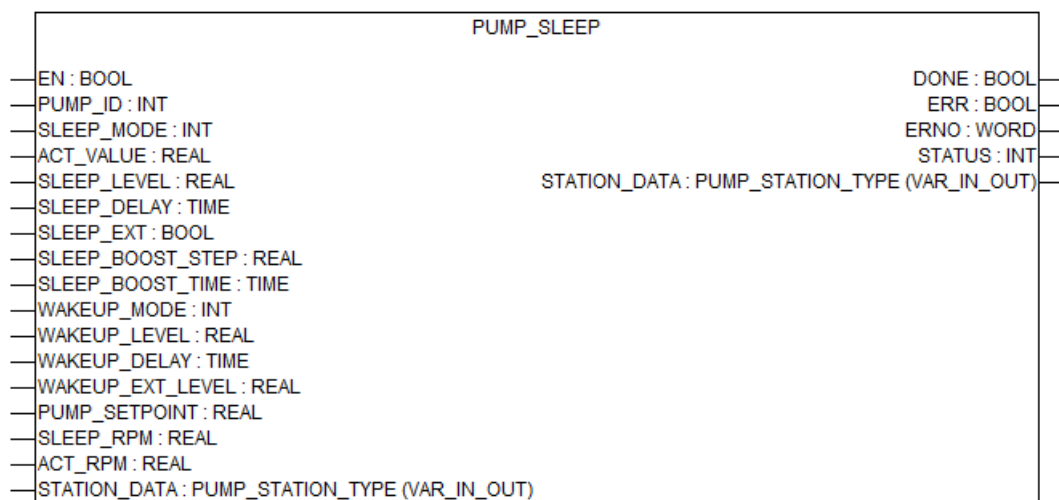 PUMP_SLEEP
EN : BOOL
DONE : BOOL
PUMP_ID : INT
ERR : BOOL
SLEEP_MODE : INT
ERNO : WORD
ACT_VALUE : REAL
STATUS : INT
SLEEP_LEVEL : REAL
STATION_DATA : PUMP_STATION_TYPE (VAR_IN_OUT)
SLEEP_DELAY : TIME
SLEEP_EXT : BOOL
SLEEP_BOOST_STEP : REAL
SLEEP_BOOST_TIME : TIME
WAKEUP_MODE : INT
WAKEUP_LEVEL : REAL
WAKEUP_DELAY : TIME
WAKEUP_EXT_LEVEL : REAL
PUMP_SETPOINT : REAL
SLEEP_RPM : REAL
ACT_RPM : REAL
STATION_DATA : PUMP_STATION_TYPE (VAR_IN_OUT)